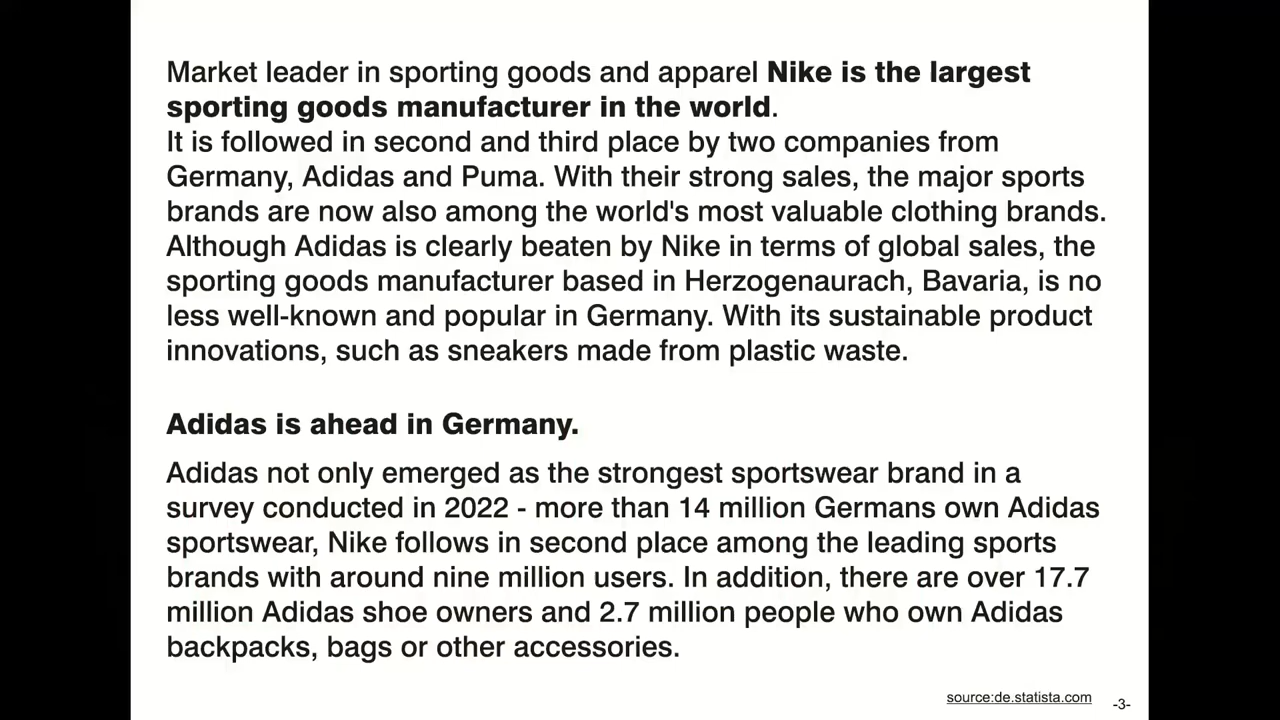 Market leader in sporting goods and apparel Nike is the largest
sporting goods manufacturer in the world.
It is followed in second and third place by two companies from
Germany, Adidas and Puma. With their strong sales, the major sports
brands are now also among the world's most valuable clothing brands.
Although Adidas is clearly beaten by Nike in terms of global sales, the
sporting goods manufacturer based in Herzogenaurach, Bavaria, is no
less well-known and popular in Germany. With its sustainable product
innovations, such as sneakers made from plastic waste.
Adidas is ahead in Germany.
Adidas not only emerged as the strongest sportswear brand in a
survey conducted in 2022 - more than 14 million Germans own Adidas
sportswear, Nike follows in second place among the leading sports
brands with around nine million users. In addition, there are over 17.7
million Adidas shoe owners and 2.7 million people who own Adidas
backpacks, bags or other accessories.
source:de.statista.com
-3-